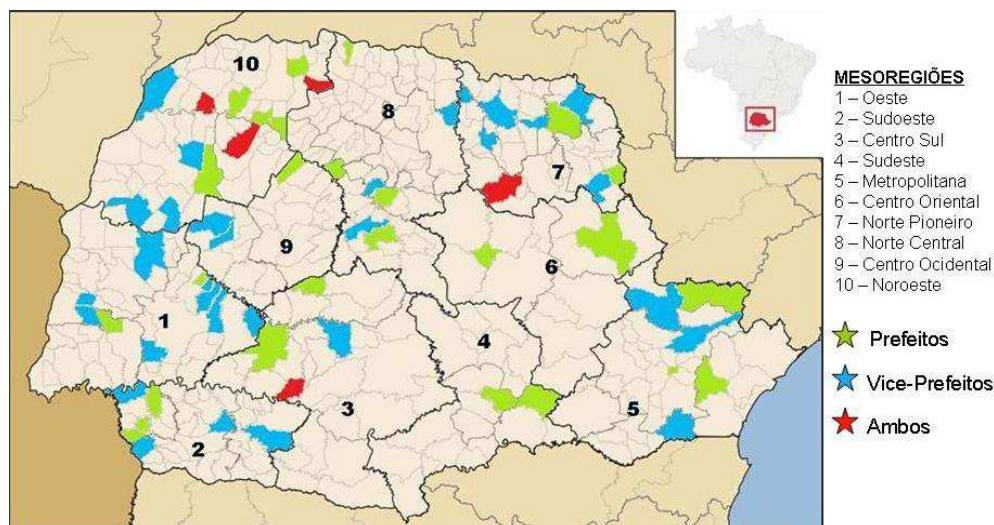 10
8
7
9
6
1
4
3
5
2
MESOREGIÕES
1 – Oeste
2 – Sudoeste
3 – Centro Sul
4 – Sudeste
5 – Metropolitana
6 – Centro Oriental
7 – Norte Pioneiro
8 – Norte Central
9 – Centro Ocidental
10 – Noroeste
Prefeitos
Vice-Prefeitos
Ambos